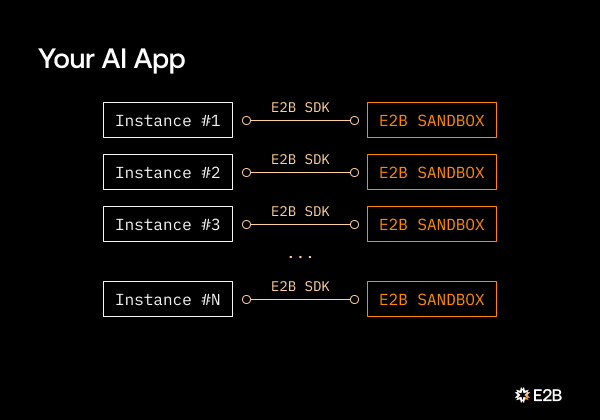 Your AI App
E2B SDK
Instance #1 E2B SANDBOX
E2B SDK
Instance #2 E2B SANDBOX
E2B SDK
Instance #3 E2B SANDBOX
...
E2B SDK
Instance #N E2B SANDBOX
E2B